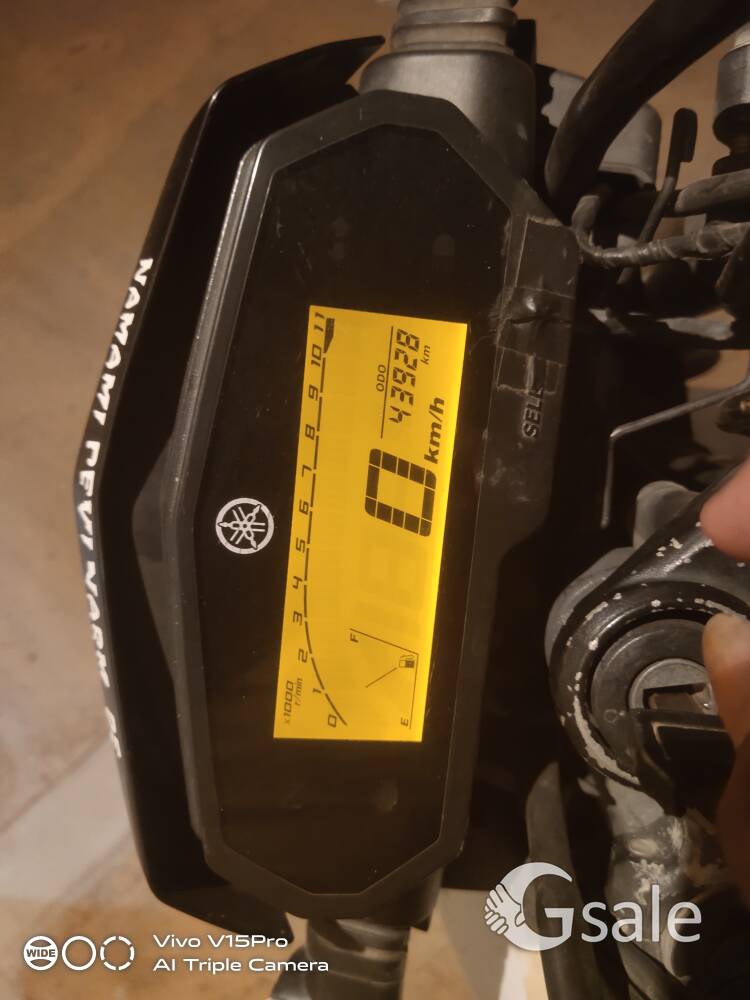 NAMAMI DEVI NARM
x1000
r/min
0 1 2 3 4 5 6 7 8 9 10 11
E F
0 km/h
ODO
43928
km
SELE
Gsale
WIDE
Vivo V15Pro
AI Triple Camera